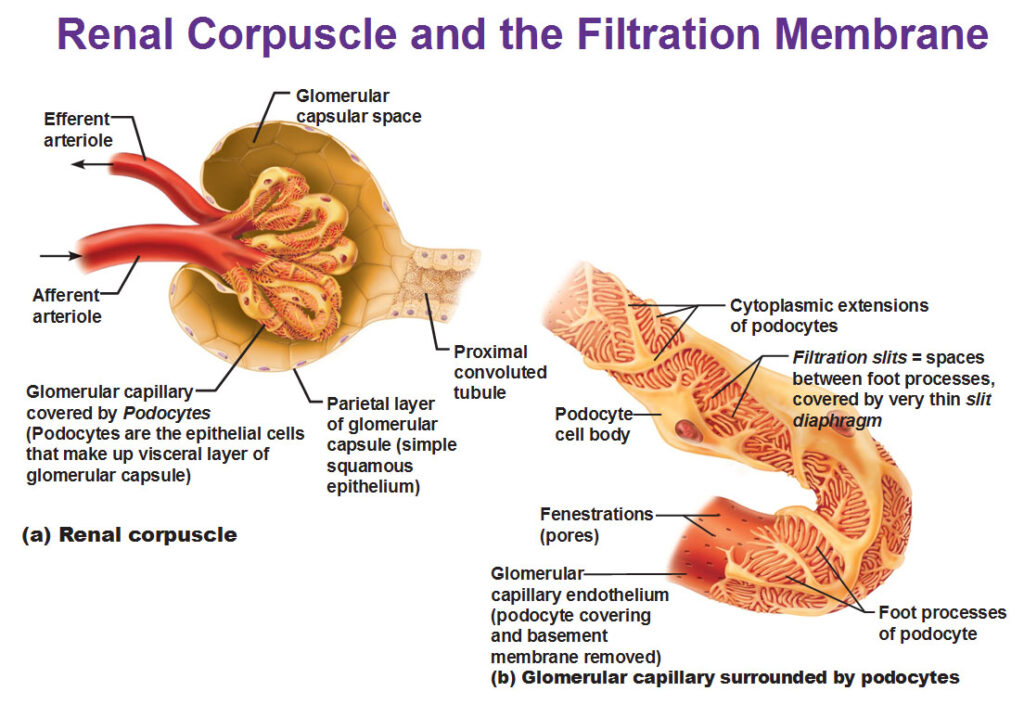 Renal Corpuscle and the Filtration Membrane
Glomerular
capsular space
Efferent
arteriole
Afferent
arteriole
Proximal
convoluted
tubule
Glomerular capillary
covered by Podocytes
(Podocytes are the epithelial cells
that make up visceral layer of
glomerular capsule)
Parietal layer
of glomerular
capsule (simple
squamous
epithelium)
(a) Renal corpuscle
Cytoplasmic extensions
of podocytes
Filtration slits = spaces
between foot processes,
covered by very thin slit
diaphragm
Podocyte
cell body
Fenestrations
(pores)
Glomerular
capillary endothelium
(podocyte covering
and basement
membrane removed)
Foot processes
of podocyte
(b) Glomerular capillary surrounded by podocytes